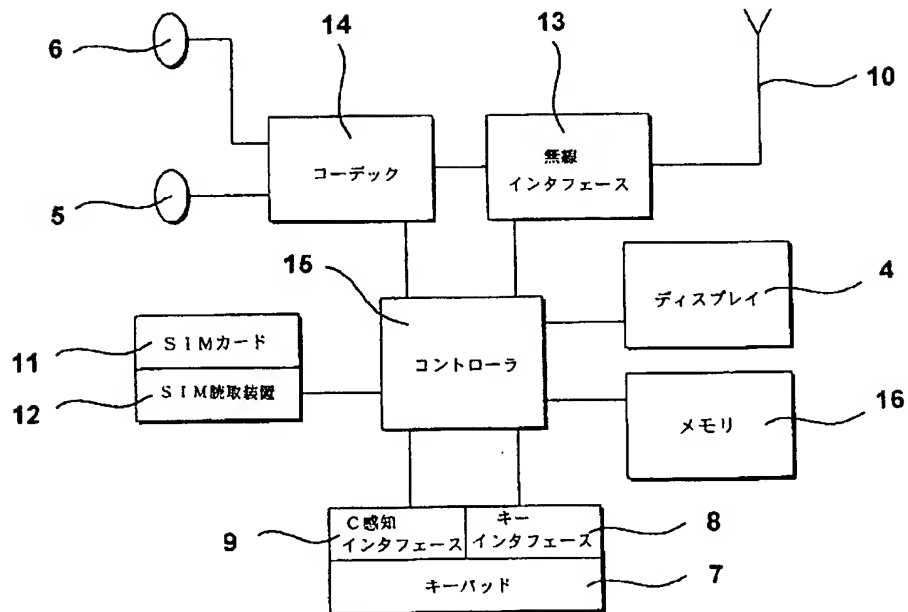 6
14
13
10
コーデック
無線
インタフェース
5
15
4
ディスプレイ
11
SIMカード
コントローラ
12
SIM読取装置
メモリ
16
9
C感知
インタフェース
キー
インタフェーズ
8
キーパッド
7